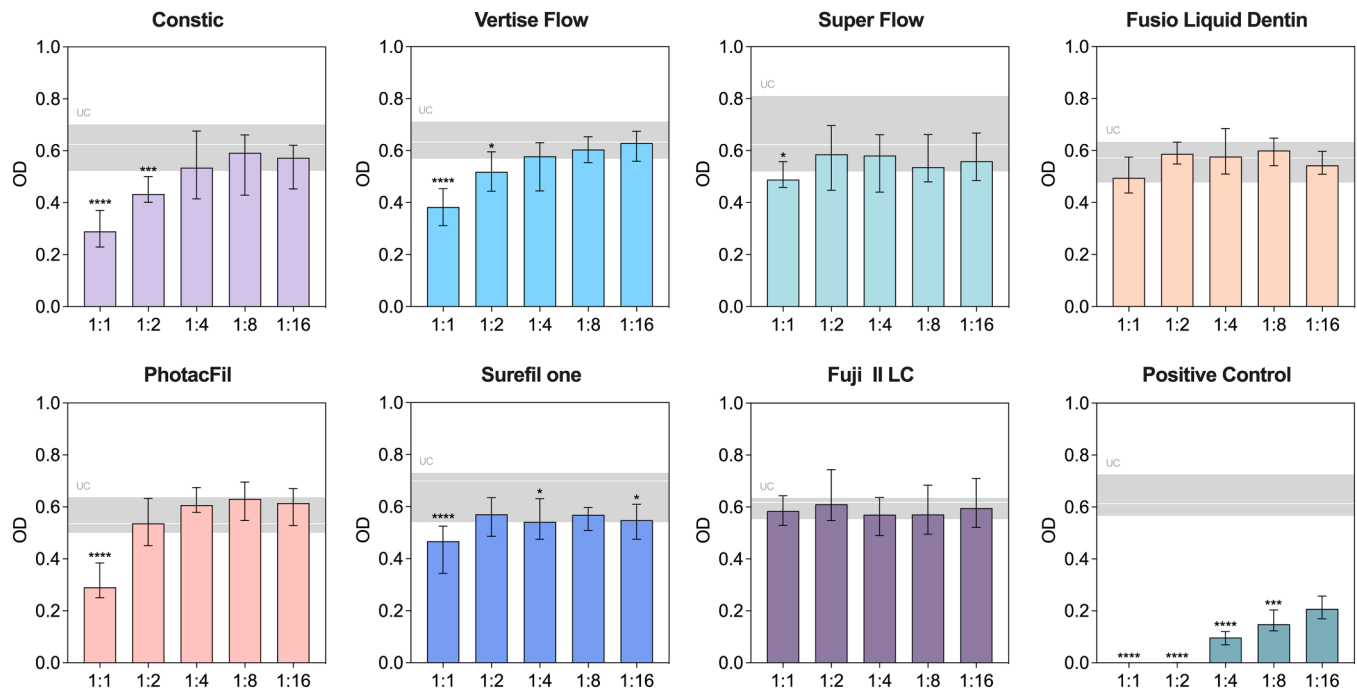 Constic
1.0
0.8
0.6
0.4
0.2
0.0
OD
UC
****
***
1:1 1:2 1:4 1:8 1:16
Vertise Flow
1.0
0.8
0.6
0.4
0.2
0.0
OD
UC
****
*
1:1 1:2 1:4 1:8 1:16
Super Flow
1.0
0.8
0.6
0.4
0.2
0.0
OD
UC
*
1:1 1:2 1:4 1:8 1:16
Fusio Liquid Dentin
1.0
0.8
0.6
0.4
0.2
0.0
OD
UC
1:1 1:2 1:4 1:8 1:16
PhotacFil
1.0
0.8
0.6
0.4
0.2
0.0
OD
UC
****
1:1 1:2 1:4 1:8 1:16
Surefil one
1.0
0.8
0.6
0.4
0.2
0.0
OD
UC
****
*
*
1:1 1:2 1:4 1:8 1:16
Fuji II LC
1.0
0.8
0.6
0.4
0.2
0.0
OD
UC
1:1 1:2 1:4 1:8 1:16
Positive Control
1.0
0.8
0.6
0.4
0.2
0.0
OD
UC
****
****
****
***
1:1 1:2 1:4 1:8 1:16